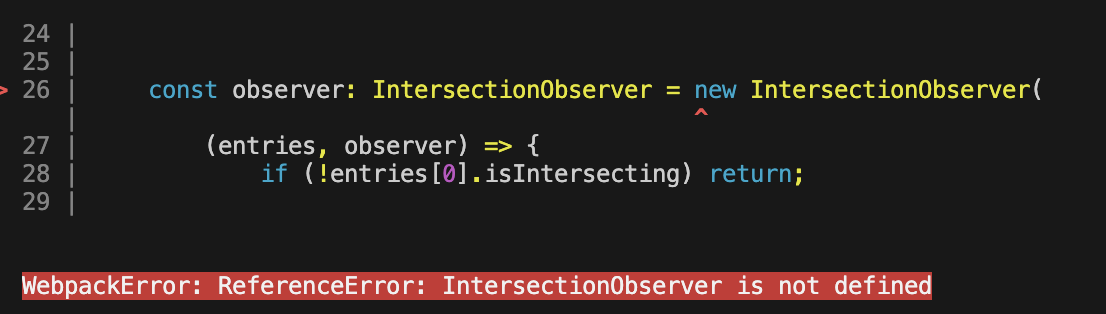 24 |
25 |
> 26 |     const observer: IntersectionObserver = new IntersectionObserver(
   |                                            ^
27 |         (entries, observer) => {
28 |             if (!entries[0].isIntersecting) return;
29 |
WebpackError: ReferenceError: IntersectionObserver is not defined